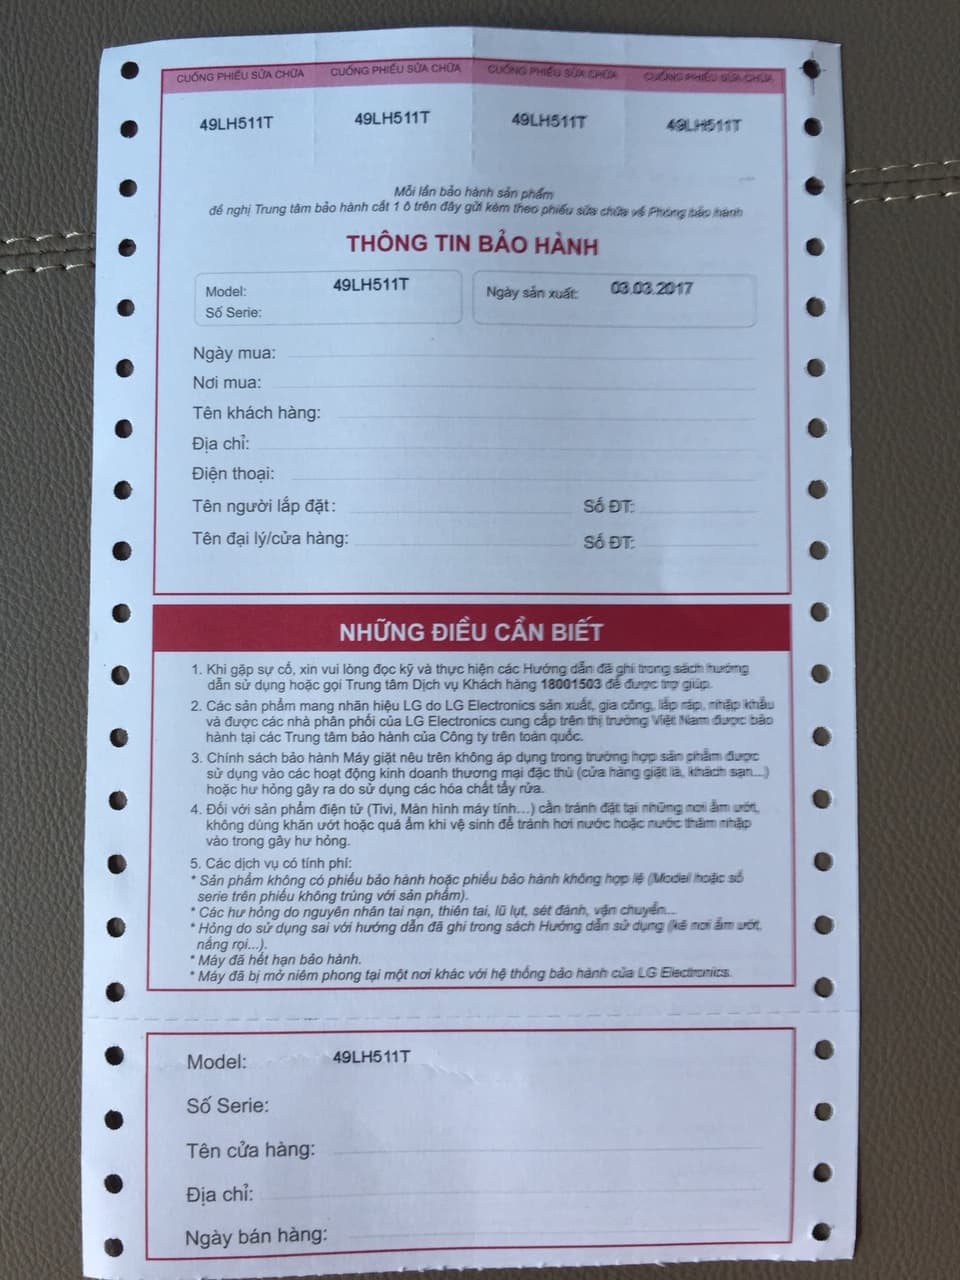 CUỐNG PHIẾU SỬA CHỮA CUỐNG PHIẾU SỬA CHỮA CUỐNG PHIẾU SỬA CHỮA CUỐNG PHIẾU SỬA CHỮA
49LH511T 49LH511T 49LH511T 49LH511T
Mỗi lần bảo hành sản phẩm
đề nghị Trung tâm bảo hành cắt 1 ô trên đây gửi kèm theo phiếu sửa chữa về Phòng bảo hành
THÔNG TIN BẢO HÀNH
Model: 49LH511T Ngày sản xuất: 03.03.2017
Số Serie:
Ngày mua:
Nơi mua:
Tên khách hàng:
Địa chỉ:
Điện thoại:
Tên người lắp đặt: Số ĐT:
Tên đại lý/cửa hàng: Số ĐT:
NHỮNG ĐIỀU CẦN BIẾT
1. Khi gặp sự cố, xin vui lòng đọc kỹ và thực hiện các Hướng dẫn đã ghi trong sách hướng
dẫn sử dụng hoặc gọi Trung tâm Dịch vụ Khách hàng 18001503 để được trợ giúp.
2. Các sản phẩm mang nhãn hiệu LG do LG Electronics sản xuất, gia công, lắp ráp, nhập khẩu
và được các nhà phân phối của LG Electronics cung cấp trên thị trường Việt Nam được bảo
hành tại các Trung tâm bảo hành của Công ty trên toàn quốc.
3. Chính sách bảo hành Máy giặt nêu trên không áp dụng trong trường hợp sản phẩm được
sử dụng vào các hoạt động kinh doanh thương mại đặc thù (cửa hàng giặt là, khách sạn...)
hoặc hư hỏng gây ra do sử dụng các hóa chất tẩy rửa.
4. Đối với sản phẩm điện tử (Tivi, Màn hình máy tính...) cần tránh đặt tại những nơi ẩm ướt,
không dùng khăn ướt hoặc quá ẩm khi vệ sinh để tránh hơi nước hoặc nước thâm nhập
vào trong gây hư hỏng.
5. Các dịch vụ có tính phí:
* Sản phẩm không có phiếu bảo hành hoặc phiếu bảo hành không hợp lệ (Model hoặc số
serie trên phiếu không trùng với sản phẩm).
* Các hư hỏng do nguyên nhân tai nạn, thiên tai, lũ lụt, sét đánh, vận chuyển...
* Hỏng do sử dụng sai với hướng dẫn đã ghi trong sách Hướng dẫn sử dụng (kê nơi ẩm ướt,
nắng rọi...).
* Máy đã hết hạn bảo hành.
* Máy đã bị mở niêm phong tại một nơi khác với hệ thống bảo hành của LG Electronics.
Model: 49LH511T
Số Serie:
Tên cửa hàng:
Địa chỉ:
Ngày bán hàng: